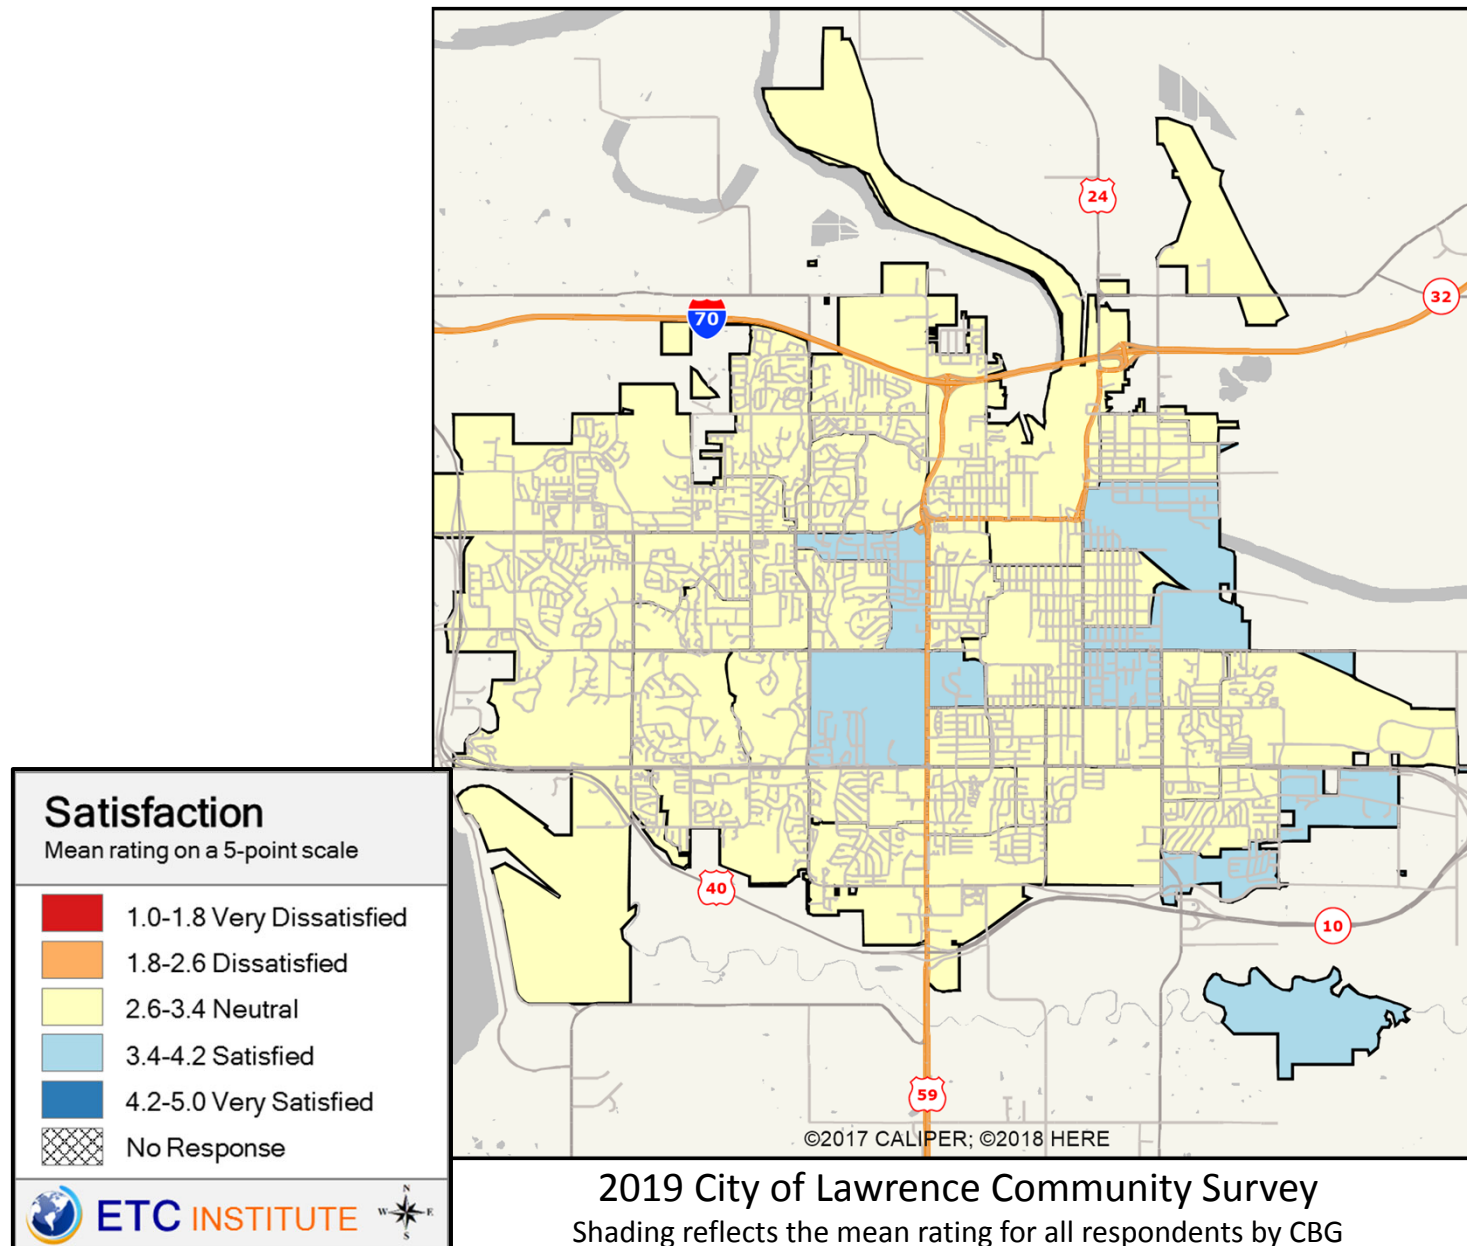 24
32
70
40
10
59
©2017 CALIPER; ©2018 HERE
Satisfaction
Mean rating on a 5-point scale
1.0-1.8 Very Dissatisfied
1.8-2.6 Dissatisfied
2.6-3.4 Neutral
3.4-4.2 Satisfied
4.2-5.0 Very Satisfied
No Response
ETC INSTITUTE
N
W E
S
2019 City of Lawrence Community Survey
Shading reflects the mean rating for all respondents by CBG